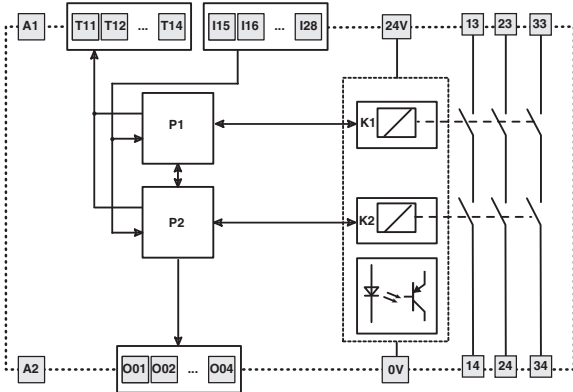 A1 T11 T12 ... T14 I15 I16 ... I28 24V 13 23 33
P1 K1
P2 K2
A2 O01 O02 ... O04 0V 14 24 34